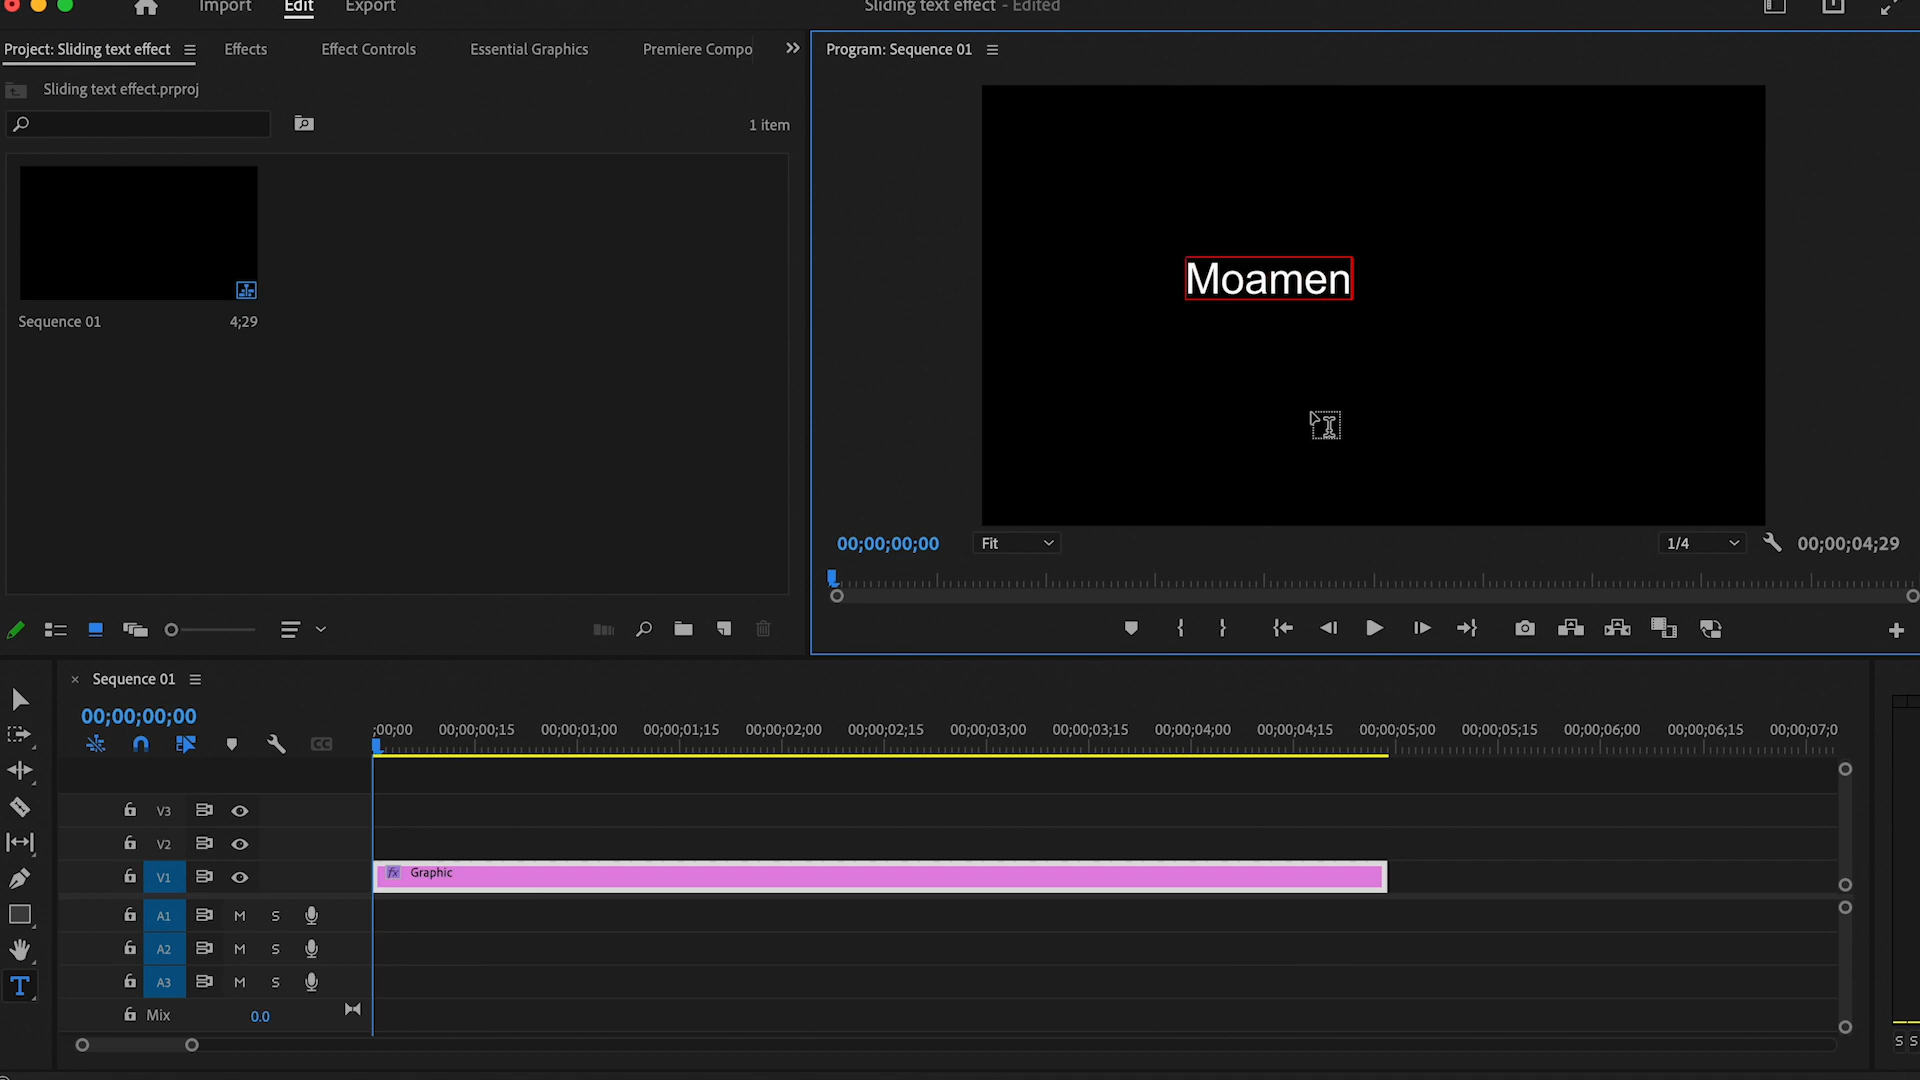 Import Edit Export Sliding text effect - Edited
Project: Sliding text effect Effects Effect Controls Essential Graphics Premiere Compo Program: Sequence 01
Sliding text effect.prproj
1 item
Moamen
Sequence 01 4;29
00;00;00;00 Fit 1/4 00;00;04;29
Sequence 01
00;00;00;00
;00;00 00;00;00;15 00;00;01;00 00;00;01;15 00;00;02;00 00;00;02;15 00;00;03;00 00;00;03;15 00;00;04;00 00;00;04;15 00;00;05;00 00;00;05;15 00;00;06;00 00;00;06;15 00;00;07;0
CC
V3
V2
V1 fx Graphic
A1 M S
A2 M S
A3 M S
Mix 0.0
S S